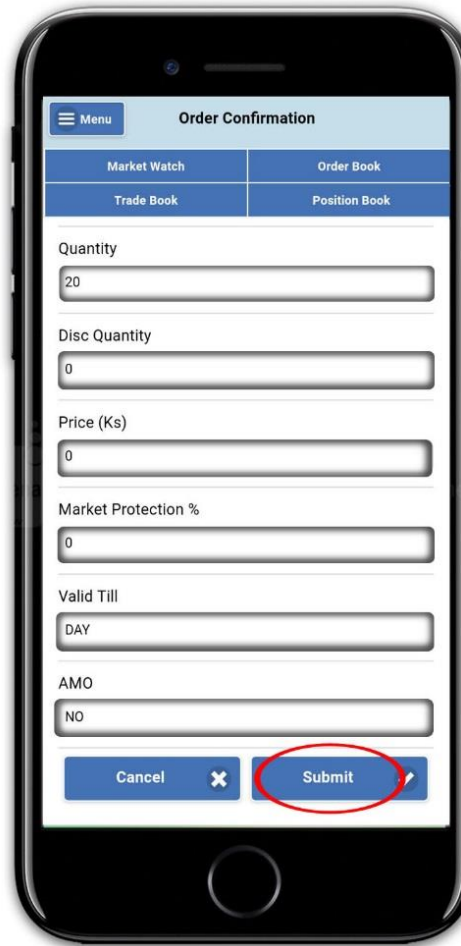 Menu
Order Confirmation
Market Watch
Order Book
Trade Book
Position Book
Quantity
20
Disc Quantity
0
Price (Ks)
0
Market Protection %
0
Valid Till
DAY
AMO
NO
Cancel
Submit